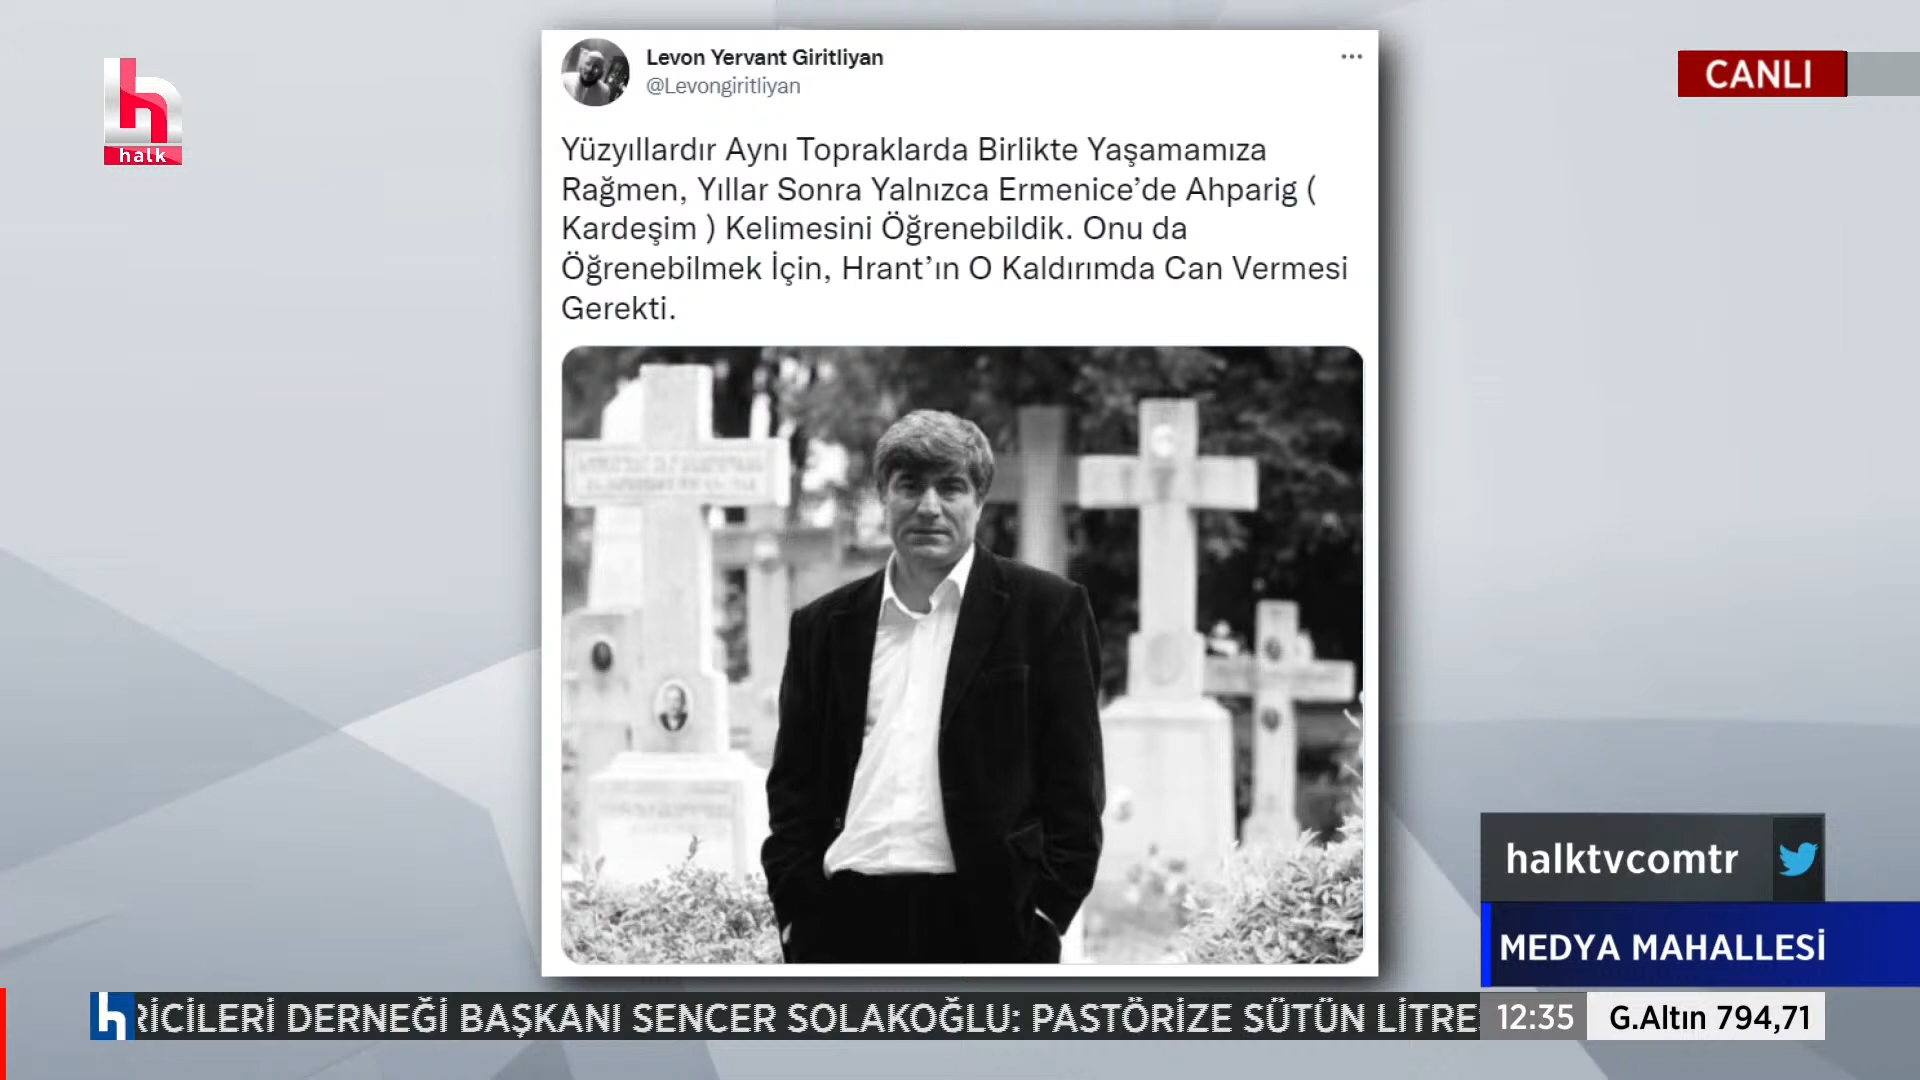 halk
Levon Yervant Giritliyan
@Levongiritliyan
CANLI
Yüzyıllardır Aynı Topraklarda Birlikte Yaşamamıza
Rağmen, Yıllar Sonra Yalnızca Ermenice’de Ahparig (
Kardeşim ) Kelimesini Öğrenebildik. Onu da
Öğrenebilmek İçin, Hrant’ın O Kaldırımda Can Vermesi
Gerekti.
halktvcomtr
MEDYA MAHALLESİ
RİCİLERİ DERNEĞİ BAŞKANI SENCER SOLAKOĞLU: PASTÖRİZE SÜTÜN LİTRE
12:35
G.Altın 794,71